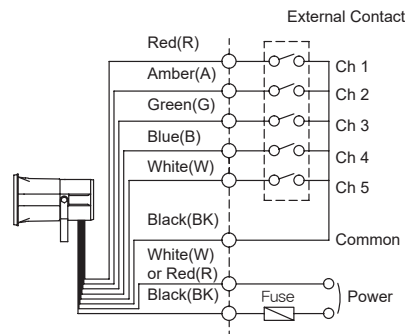 External Contact
Red(R)
Ch 1
Amber(A)
Ch 2
Green(G)
Ch 3
Blue(B)
Ch 4
White(W)
Ch 5
Black(BK)
Common
White(W)
or Red(R)
Black(BK)
Fuse
Power